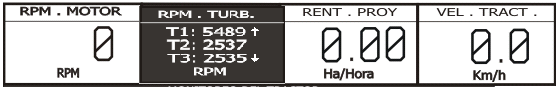 RPM . MOTOR
0
RPM
RPM . TURB.
T1: 5489 ↑
T2: 2537
T3: 2535 ↓
RPM
RENT . PROY
0.00
Ha/Hora
VEL . TRACT .
0.0
Km/h